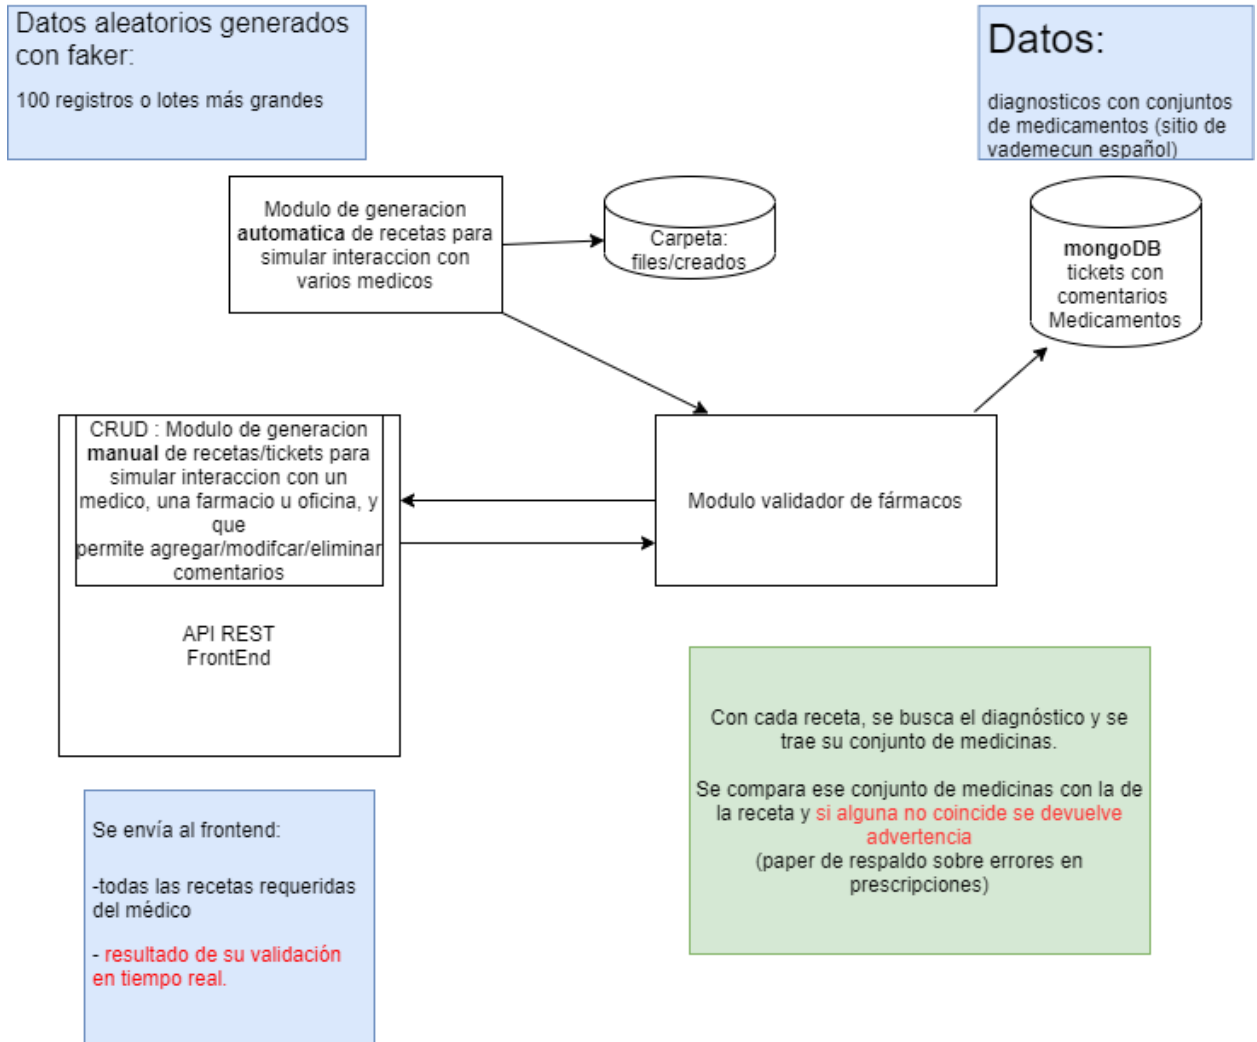 Datos aleatorios generados
con faker:
100 registros o lotes más grandes
Datos:
diagnosticos con conjuntos
de medicamentos (sitio de
vademecun español)
Modulo de generacion
automatica de recetas para
simular interaccion con
varios medicos
Carpeta:
files/creados
mongoDB
tickets con
comentarios
Medicamentos
CRUD : Modulo de generacion
manual de recetas/tickets para
simular interaccion con un
medico, una farmacio u oficina, y
que
permite agregar/modifcar/eliminar
comentarios
API REST
FrontEnd
Modulo validador de fármacos
Con cada receta, se busca el diagnóstico y se
trae su conjunto de medicinas.
Se compara ese conjunto de medicinas con la de
la receta y si alguna no coincide se devuelve
advertencia
(paper de respaldo sobre errores en
prescripciones)
Se envía al frontend:
-todas las recetas requeridas
del médico
- resultado de su validación
en tiempo real.